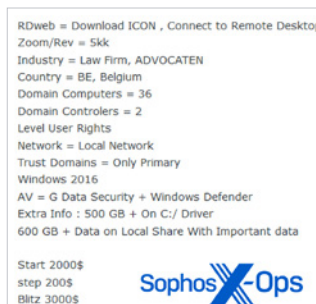 RDweb = Download ICON , Connect to Remote Desktop
Zoom/Rev = 5kk
Industry = Law Firm, ADVOCATEN
Country = BE, Belgium
Domain Computers = 36
Domain Controlers = 2
Level User Rights
Network = Local Network
Trust Domains = Only Primary
Windows 2016
AV = G Data Security + Windows Defender
Extra Info : 500 GB + On C:/ Driver
600 GB + Data on Local Share With Important data
Start 2000$
step 200$
Blitz 3000$
Sophos X-Ops